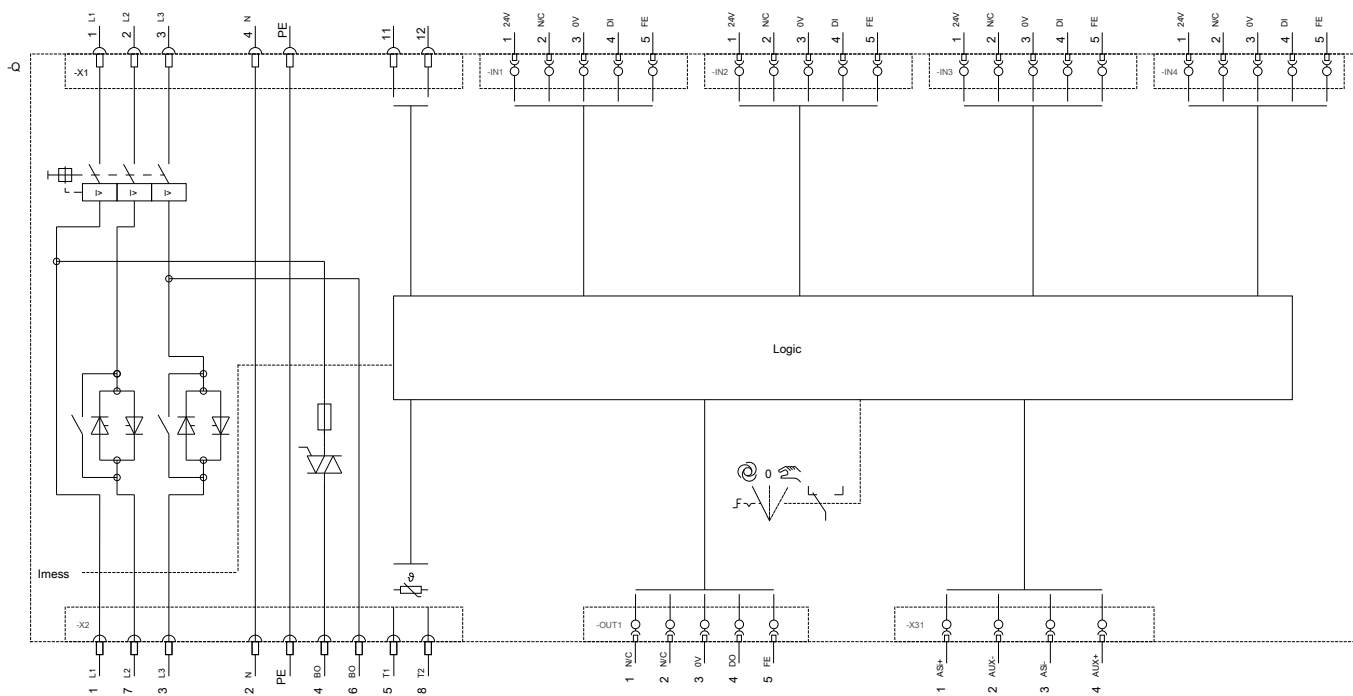 L1 L2 L3 N 24V N/C 0V DI FE 24V N/C 0V DI FE 24V N/C 0V DI FE 24V N/C 0V DI FE
1 2 3 4 PE 11 12 1 2 3 4 5 1 2 3 4 5 1 2 3 4 5 1 2 3 4 5
-Q
-X1 -IN1 -IN2 -IN3 -IN4
I> I> I>
Logic
0
Imess
ϑ
-X2 -OUT1 -X31
L1 L2 L3 N BO BO T1 T2 N/C N/C 0V DO FE ASi+ AUX- ASi- AUX+
1 7 3 2 PE 4 6 5 8 1 2 3 4 5 1 2 3 4